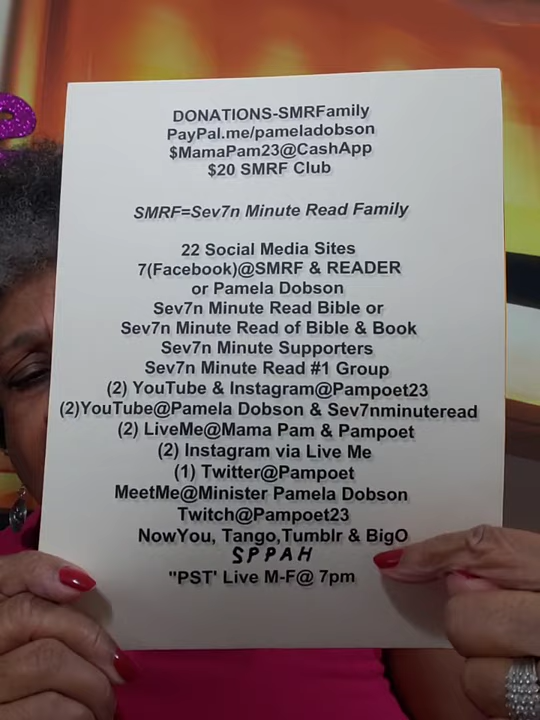 DONATIONS-SMRFamily
PayPal.me/pameladobson
$MamaPam23@CashApp
$20 SMRF Club
SMRF=Sev7n Minute Read Family
22 Social Media Sites
7(Facebook)@SMRF & READER
or Pamela Dobson
Sev7n Minute Read Bible or
Sev7n Minute Read of Bible & Book
Sev7n Minute Supporters
Sev7n Minute Read #1 Group
(2) YouTube & Instagram@Pampoet23
(2)YouTube@Pamela Dobson & Sev7nminuteread
(2) LiveMe@Mama Pam & Pampoet
(2) Instagram via Live Me
(1) Twitter@Pampoet
MeetMe@Minister Pamela Dobson
Twitch@Pampoet23
NowYou, Tango,Tumblr & BigO
SPPAH
"PST' Live M-F@ 7pm